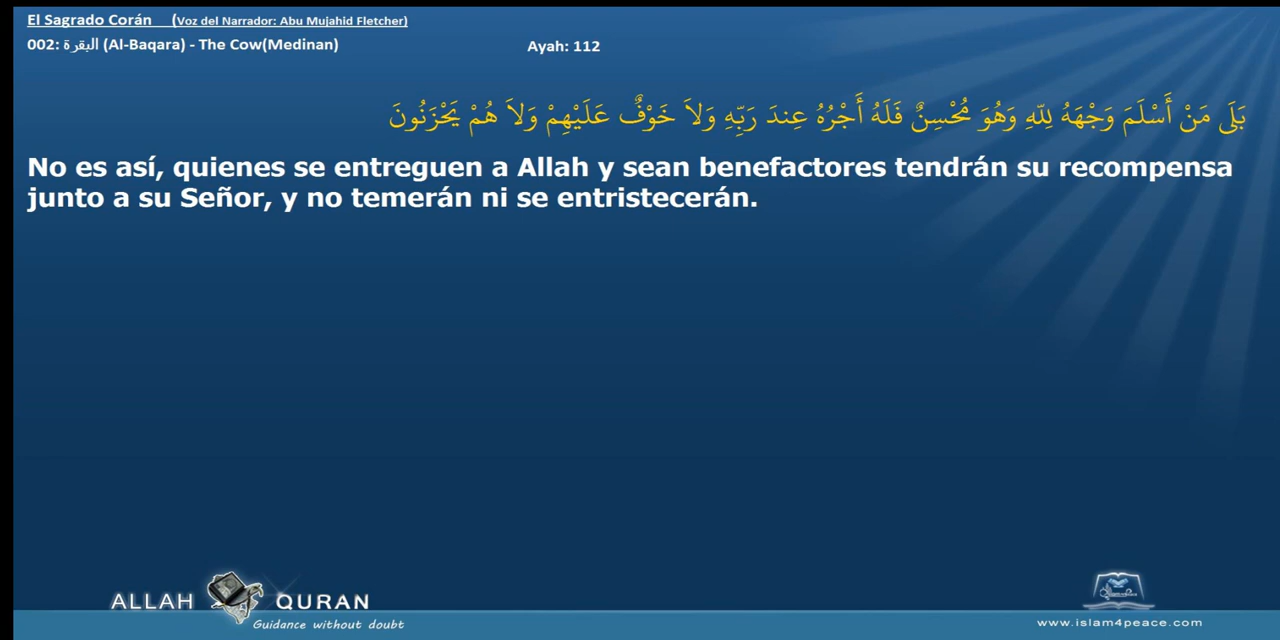 El Sagrado Corán (Voz del Narrador: Abu Mujahid Fletcher)
002: البقرة (Al-Baqara) - The Cow(Medinan) Ayah: 112
بَلَى مَنْ أَسْلَمَ وَجْهَهُ لِلّهِ وَهُوَ مُحْسِنٌ فَلَهُ أَجْرُهُ عِندَ رَبِّهِ وَلاَ خَوْفٌ عَلَيْهِمْ وَلاَ هُمْ يَحْزَنُونَ
No es así, quienes se entreguen a Allah y sean benefactores tendrán su recompensa
junto a su Señor, y no temerán ni se entristecerán.
ALLAH QURAN
Guidance without doubt
www.islam4peace.com